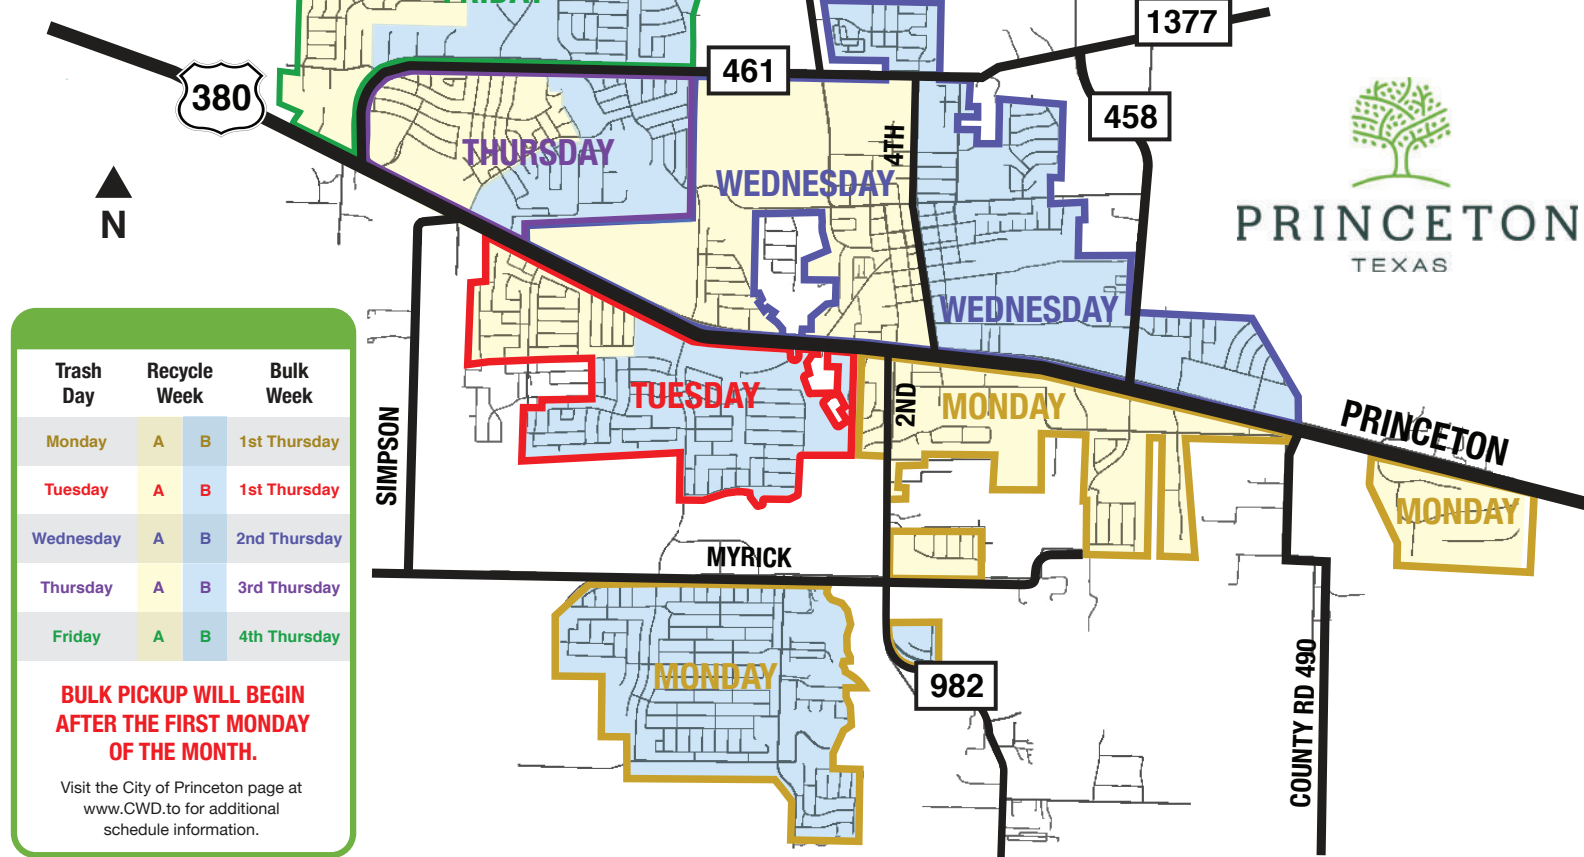 FRIDAY
1377
461
380
458
4TH
THURSDAY
WEDNESDAY
N
PRINCETON
TEXAS
WEDNESDAY
Trash Day
Recycle Week
Bulk Week
Monday A B 1st Thursday
Tuesday A B 1st Thursday
Wednesday A B 2nd Thursday
Thursday A B 3rd Thursday
Friday A B 4th Thursday
BULK PICKUP WILL BEGIN
AFTER THE FIRST MONDAY
OF THE MONTH.
Visit the City of Princeton page at
www.CWD.to for additional
schedule information.
SIMPSON
TUESDAY
2ND
MONDAY
PRINCETON
MONDAY
MYRICK
MONDAY
982
COUNTY RD 490